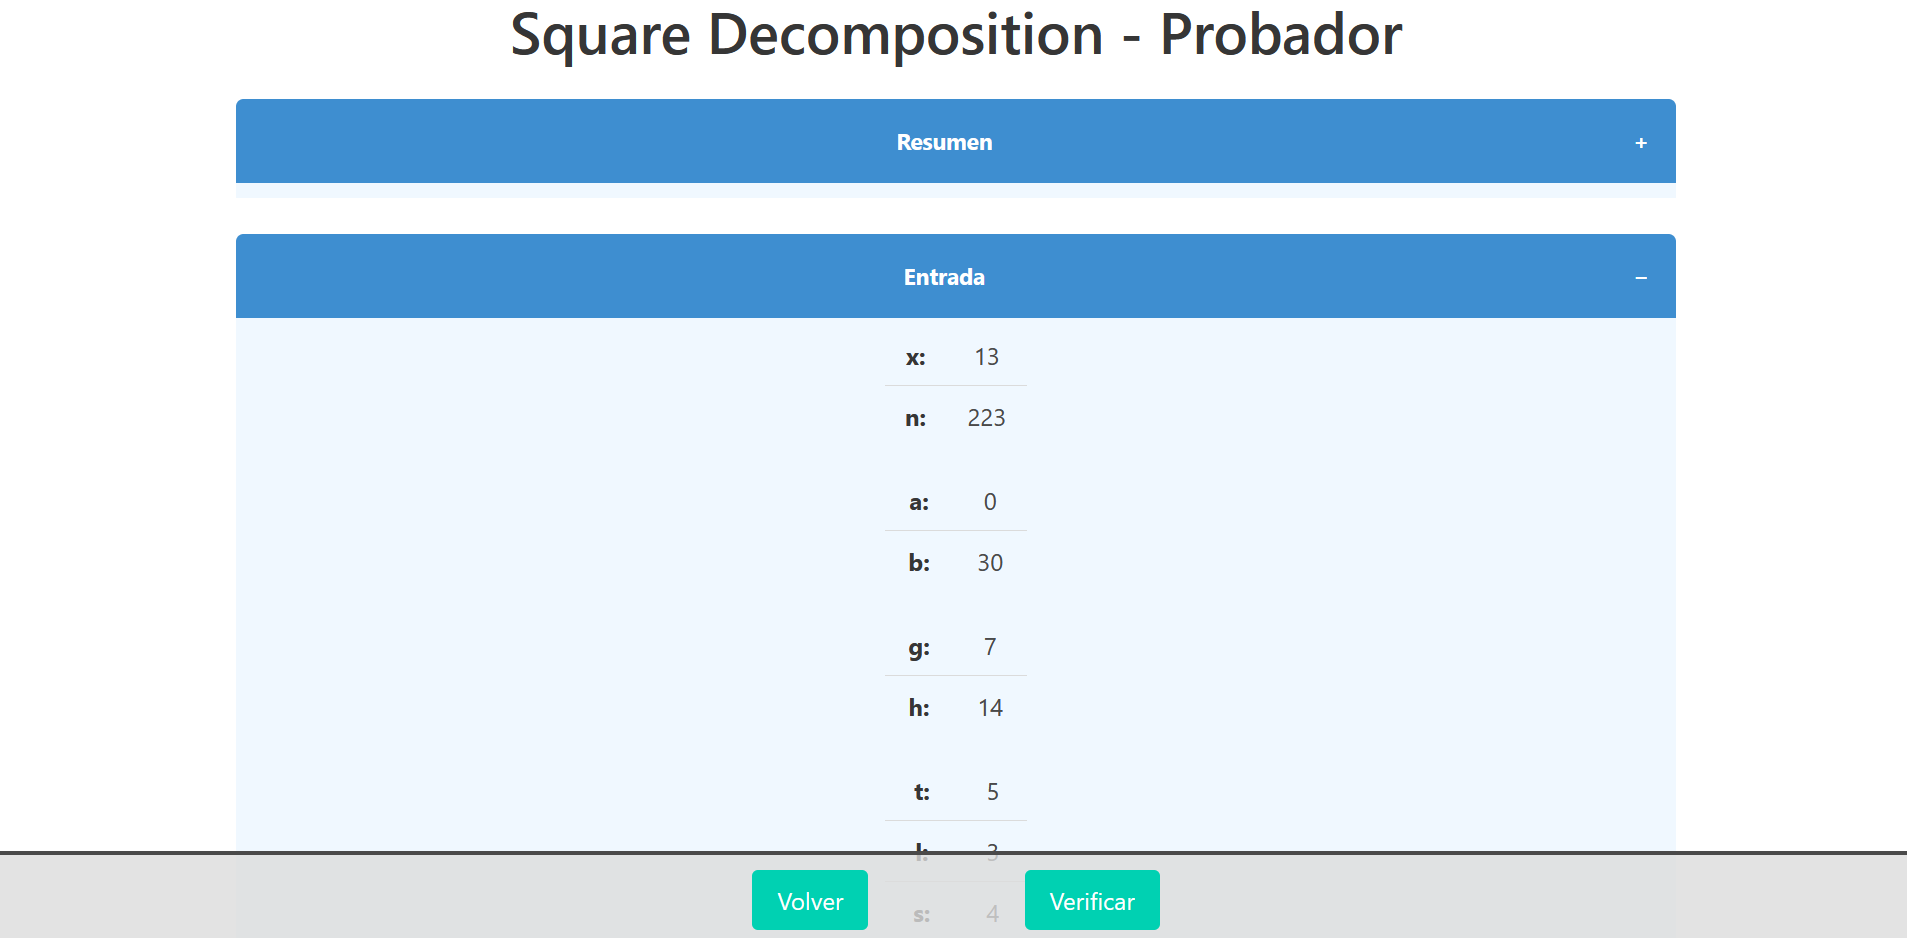 Square Decomposition - Probador
Resumen +
Entrada −
x: 13
n: 223
a: 0
b: 30
g: 7
h: 14
t: 5
l: 3
s: 4
Volver Verificar